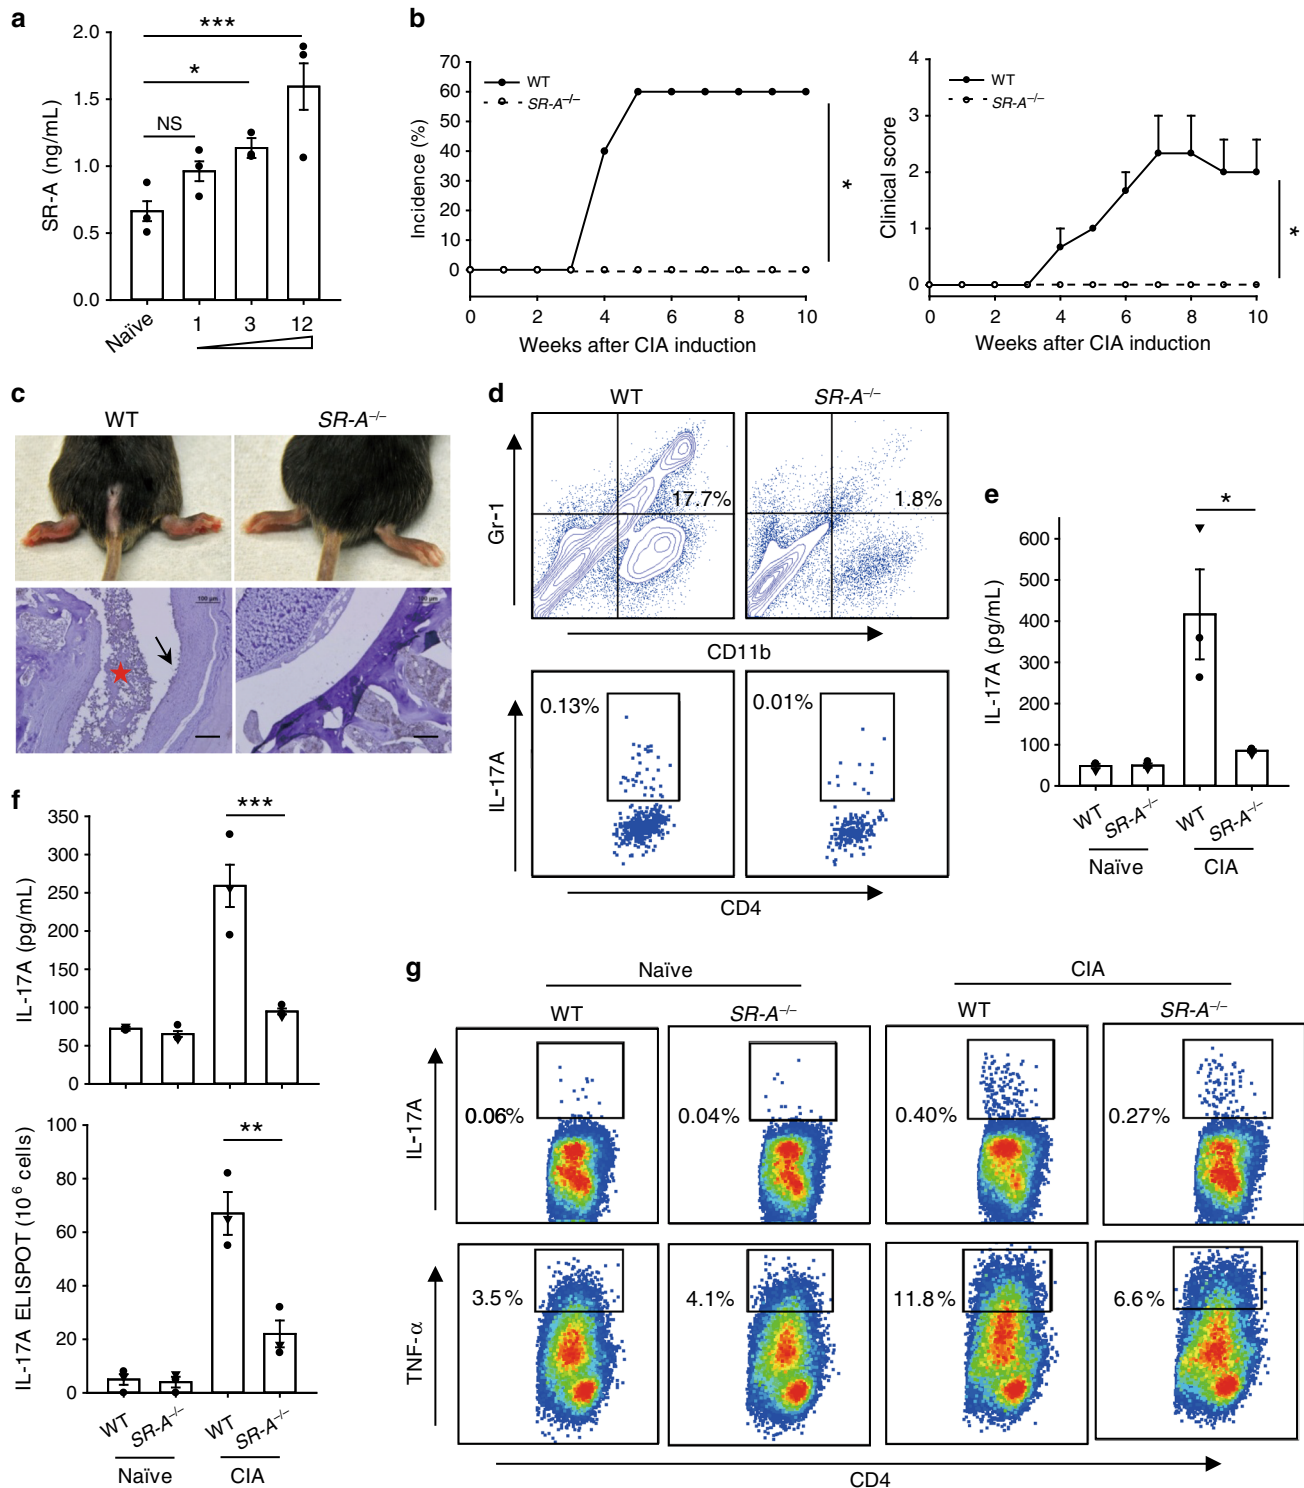 a
SR-A (ng/mL)
2.0
1.5
1.0
0.5
0.0
***
*
NS
Naïve
1
3
12
b
Incidence (%)
70
60
50
40
30
20
10
0
WT
SR-A–/–
*
0 2 4 6 8 10
Weeks after CIA induction
Clinical score
4
3
2
1
0
WT
SR-A–/–
*
0 2 4 6 8 10
Weeks after CIA induction
c
WT
SR-A–/–
100 µm
d
WT
SR-A–/–
Gr-1
17.7%
1.8%
CD11b
IL-17A
0.13%
0.01%
CD4
e
IL-17A (pg/mL)
600
500
400
300
200
100
0
*
WT
SR-A–/–
WT
SR-A–/–
Naïve
CIA
f
IL-17A (pg/mL)
350
300
250
200
150
100
50
0
***
IL-17A ELISPOT (10⁶ cells)
100
80
60
40
20
0
**
WT
SR-A–/–
WT
SR-A–/–
Naïve
CIA
g
Naïve
CIA
WT
SR-A–/–
WT
SR-A–/–
IL-17A
0.06%
0.04%
0.40%
0.27%
TNF-α
3.5%
4.1%
11.8%
6.6%
CD4